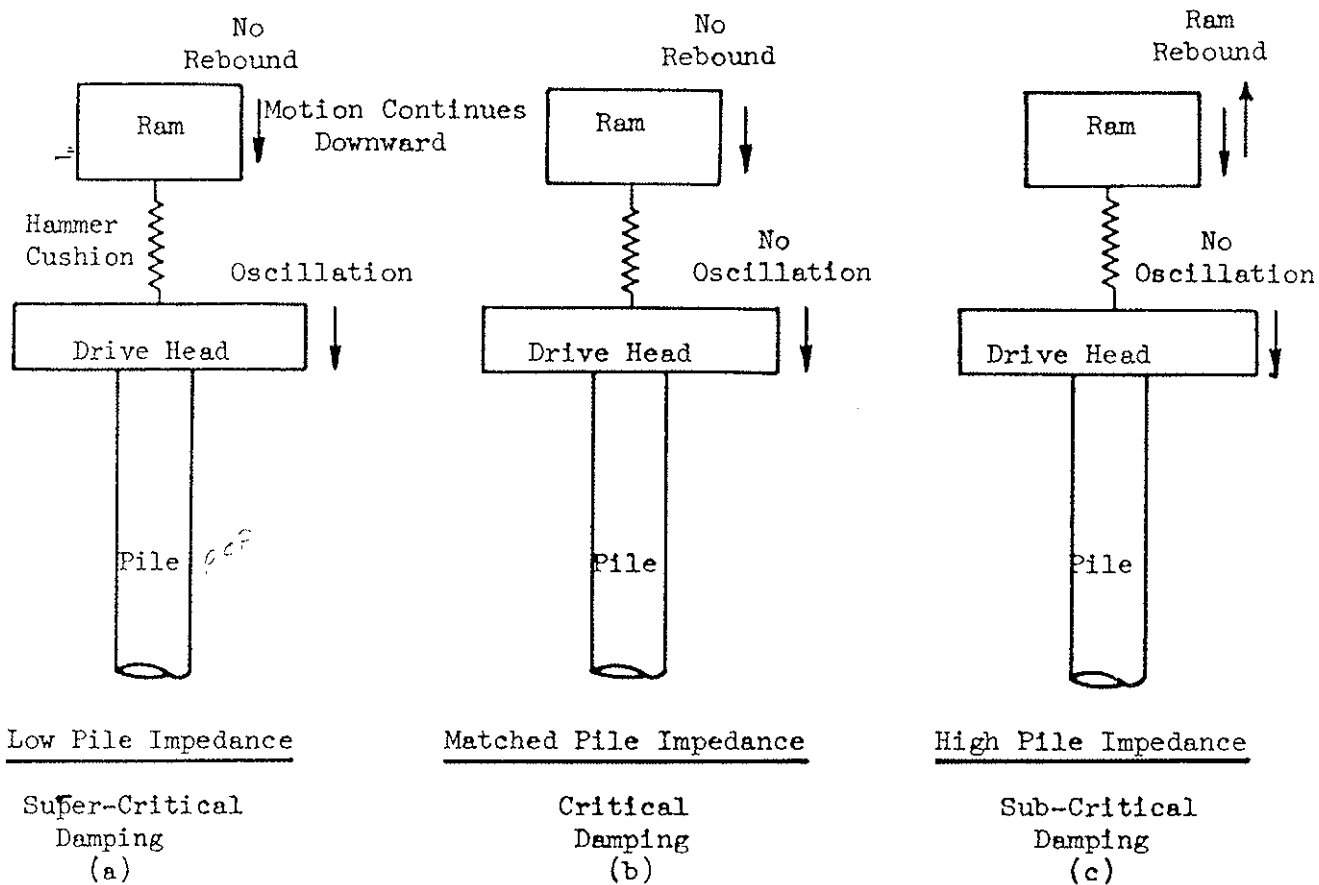 No
Rebound
Ram
Motion Continues
Downward
Hammer
Cushion
Oscillation
Drive Head
Pile
Low Pile Impedance
Super-Critical
Damping
(a)
No
Rebound
Ram
No
Oscillation
Drive Head
Pile
Matched Pile Impedance
Critical
Damping
(b)
Ram
Rebound
Ram
No
Oscillation
Drive Head
Pile
High Pile Impedance
Sub-Critical
Damping
(c)